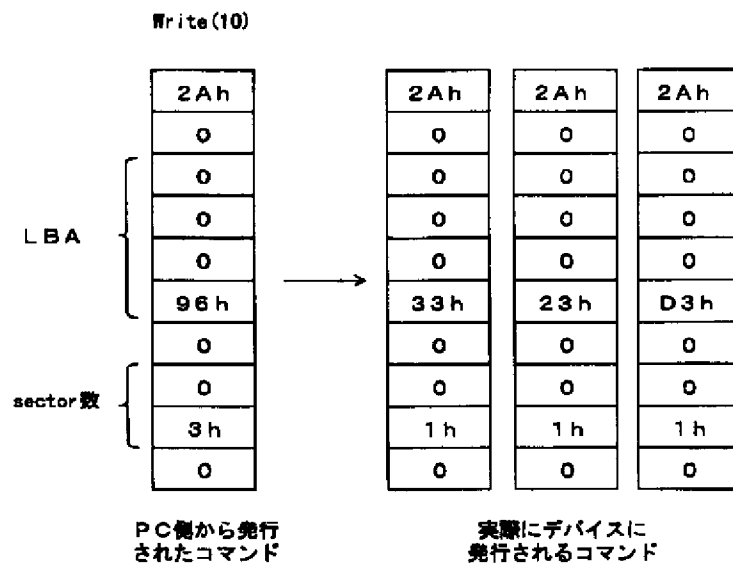 Write(10)
2Ah 2Ah 2Ah 2Ah
0 0 0 0
0 0 0 0
0 0 0 0
LBA
0 0 0 0
96h 33h 23h D3h
0 0 0 0
0 0 0 0
sector数
3h 1h 1h 1h
0 0 0 0
PC側から発行
されたコマンド
実際にデバイスに
発行されるコマンド